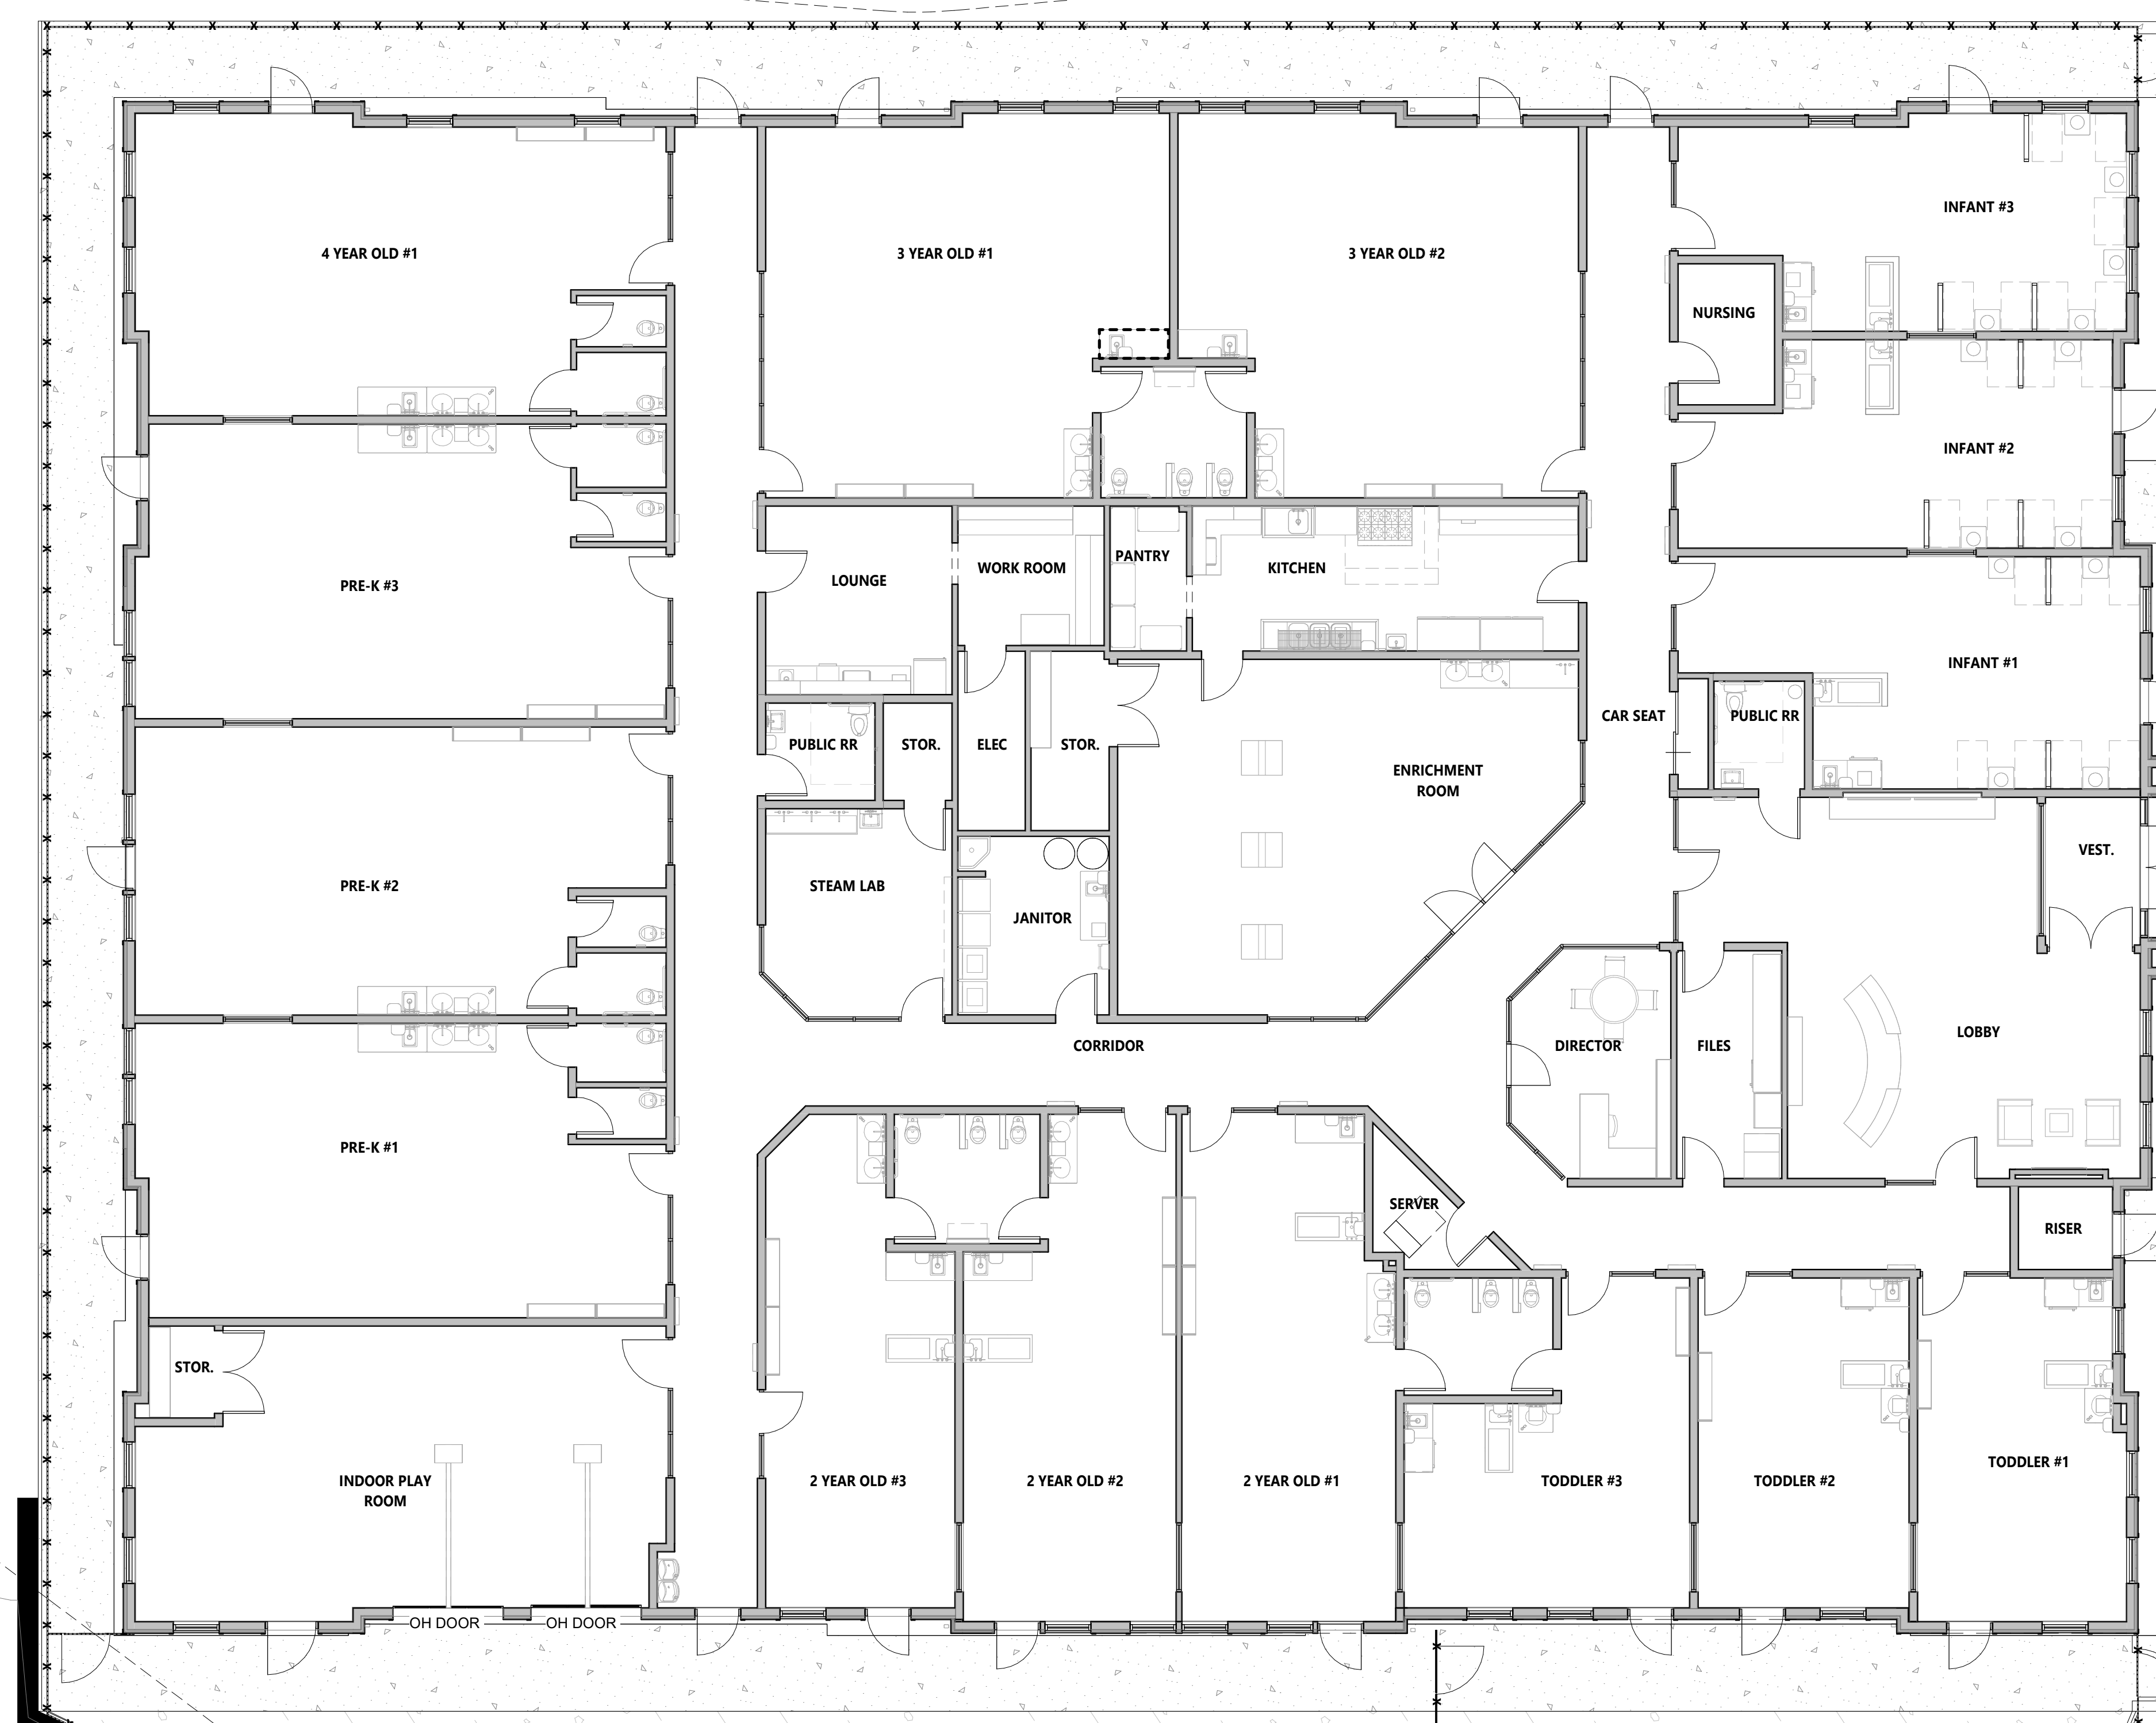 INFANT #3
4 YEAR OLD #1
3 YEAR OLD #1
3 YEAR OLD #2
NURSING
INFANT #2
PANTRY
WORK ROOM
KITCHEN
LOUNGE
PRE-K #3
INFANT #1
CAR SEAT
PUBLIC RR
PUBLIC RR
STOR.
ELEC
STOR.
ENRICHMENT
ROOM
VEST.
PRE-K #2
STEAM LAB
JANITOR
LOBBY
CORRIDOR
DIRECTOR
FILES
PRE-K #1
SERVER
RISER
STOR.
INDOOR PLAY
ROOM
2 YEAR OLD #3
2 YEAR OLD #2
2 YEAR OLD #1
TODDLER #3
TODDLER #2
TODDLER #1
OH DOOR
OH DOOR